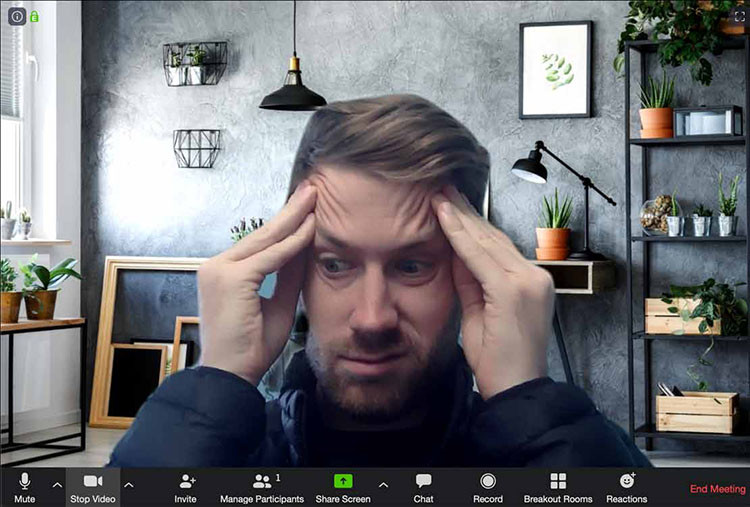 Mute
Stop Video
Invite
Manage Participants
1
Share Screen
Chat
Record
Breakout Rooms
Reactions
End Meeting